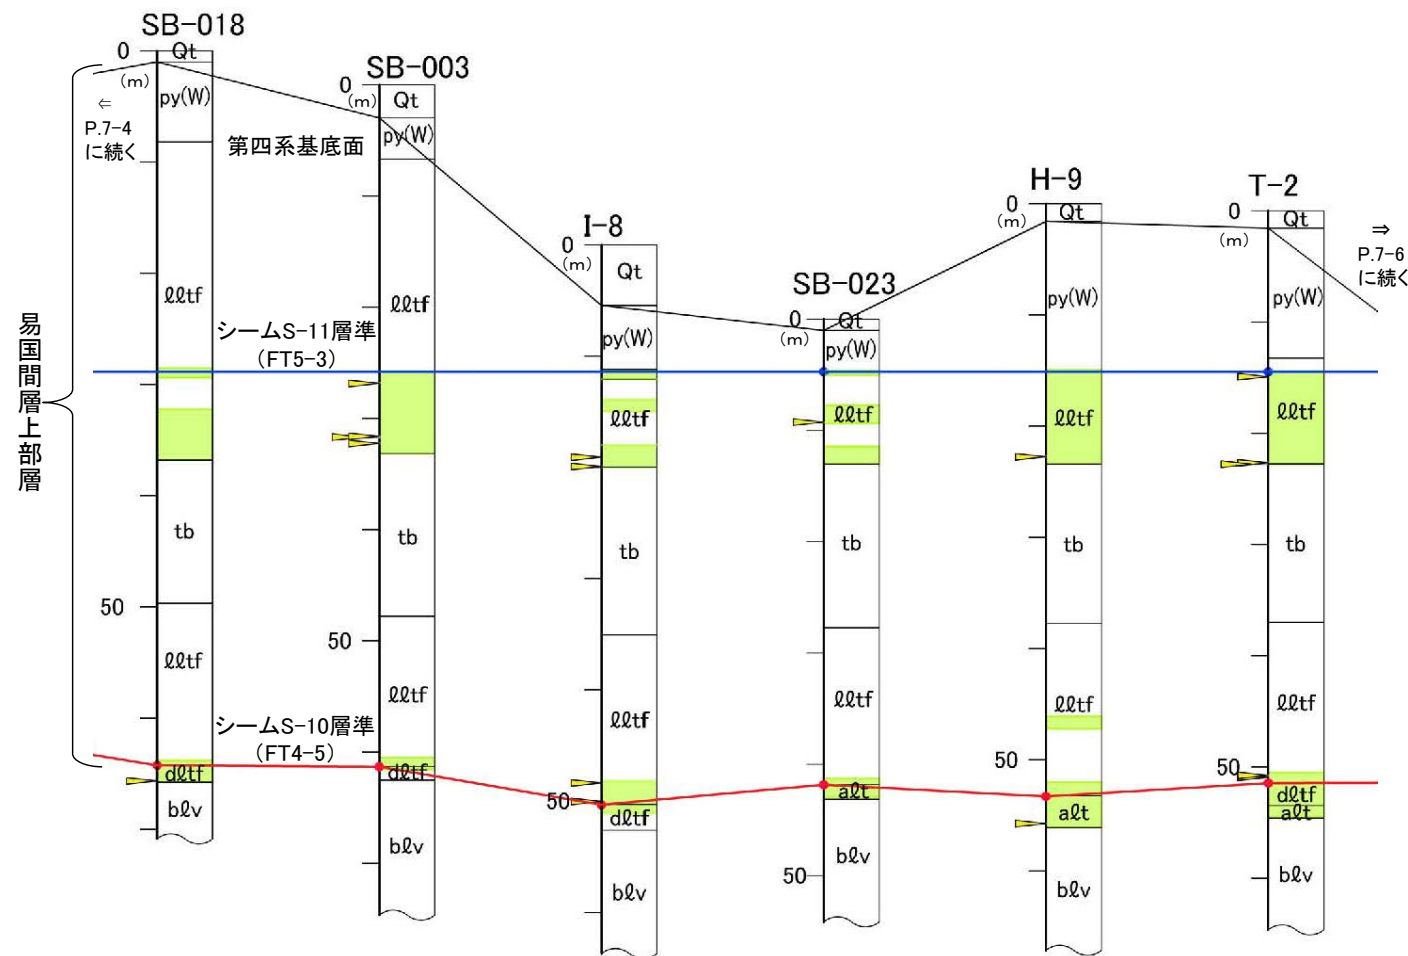 SB-018
0
(m)
Qt
py(W)
ℓℓtf
tb
50
ℓℓtf
dℓtf
bℓv
⇐
P.7-4
に続く
易国間層上部層
第四系基底面
シームS-11層準
(FT5-3)
シームS-10層準
(FT4-5)
SB-003
0
(m)
Qt
py(W)
ℓℓtf
tb
50
ℓℓtf
dℓtf
bℓv
I-8
0
(m)
Qt
py(W)
ℓℓtf
tb
ℓℓtf
50
dℓtf
bℓv
SB-023
0
(m)
Qt
py(W)
ℓℓtf
tb
ℓℓtf
aℓt
bℓv
50
H-9
0
(m)
Qt
py(W)
ℓℓtf
tb
ℓℓtf
50
aℓt
bℓv
T-2
0
(m)
Qt
py(W)
ℓℓtf
tb
ℓℓtf
50
dℓtf
aℓt
bℓv
⇒
P.7-6
に続く